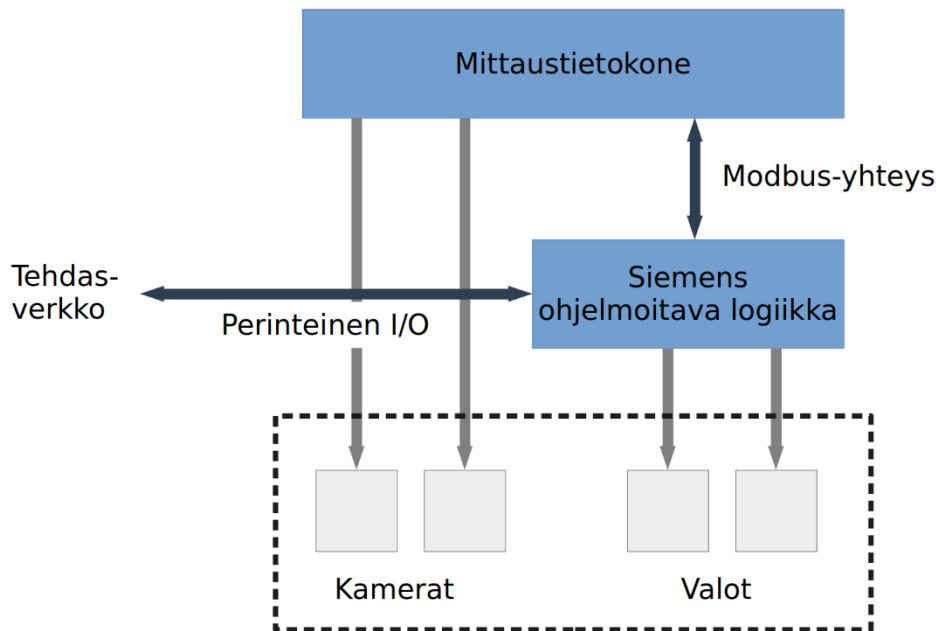 Mittaustietokone
Modbus-yhteys
Tehdas-
verkko
Siemens
ohjelmoitava logiikka
Perinteinen I/O
Kamerat
Valot